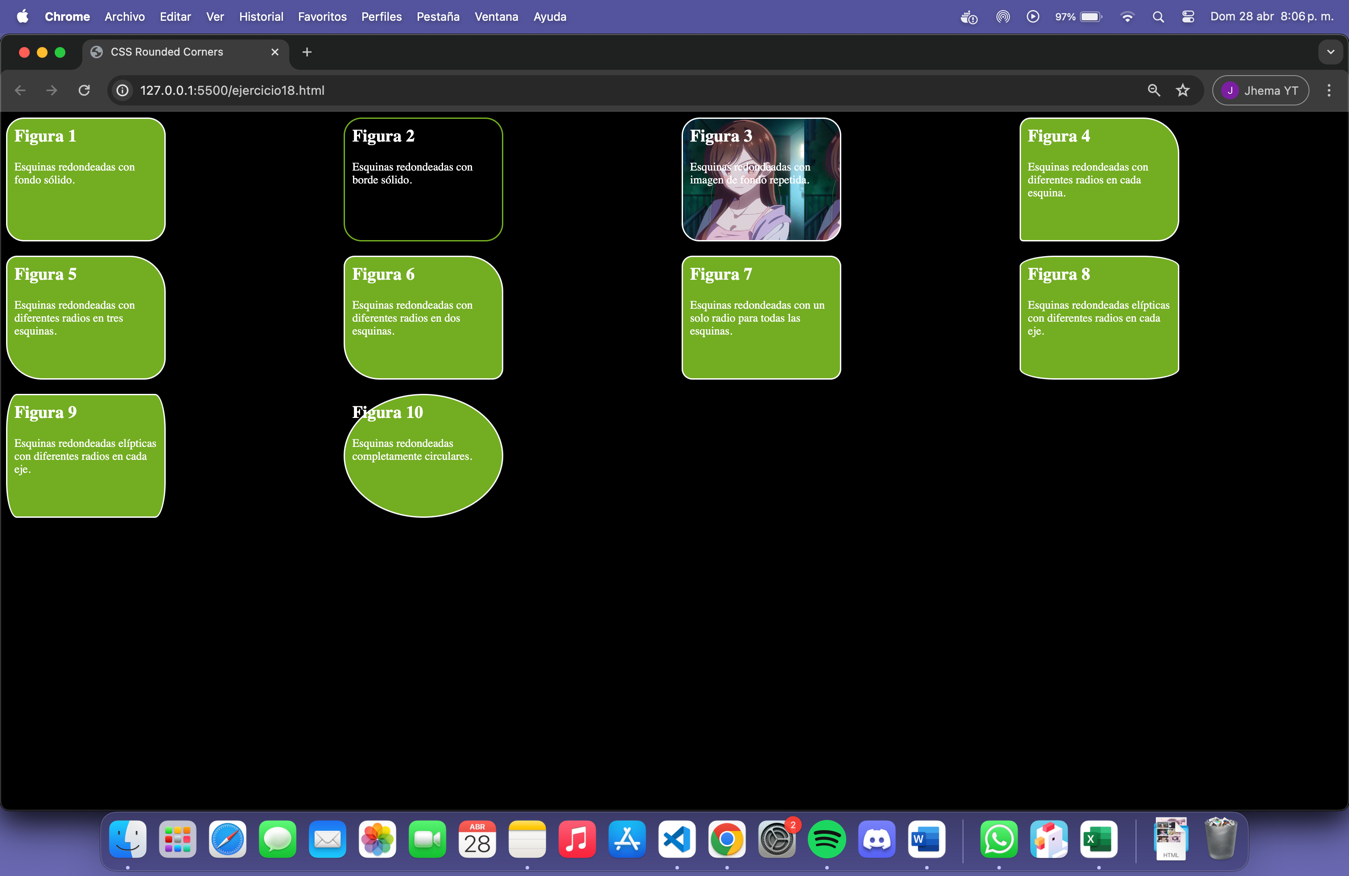 Chrome Archivo Editar Ver Historial Favoritos Perfiles Pestaña Ventana Ayuda 97% Dom 28 abr 8:06 p. m.
CSS Rounded Corners
127.0.0.1:5500/ejercicio18.html J Jhema YT
Figura 1
Esquinas redondeadas con
fondo sólido.
Figura 2
Esquinas redondeadas con
borde sólido.
Figura 3
Esquinas redondeadas con
imagen de fondo repetida.
Figura 4
Esquinas redondeadas con
diferentes radios en cada
esquina.
Figura 5
Esquinas redondeadas con
diferentes radios en tres
esquinas.
Figura 6
Esquinas redondeadas con
diferentes radios en dos
esquinas.
Figura 7
Esquinas redondeadas con un
solo radio para todas las
esquinas.
Figura 8
Esquinas redondeadas elípticas
con diferentes radios en cada
eje.
Figura 9
Esquinas redondeadas elípticas
con diferentes radios en cada
eje.
Figura 10
Esquinas redondeadas
completamente circulares.
ABR
28
2
W
X
HTML